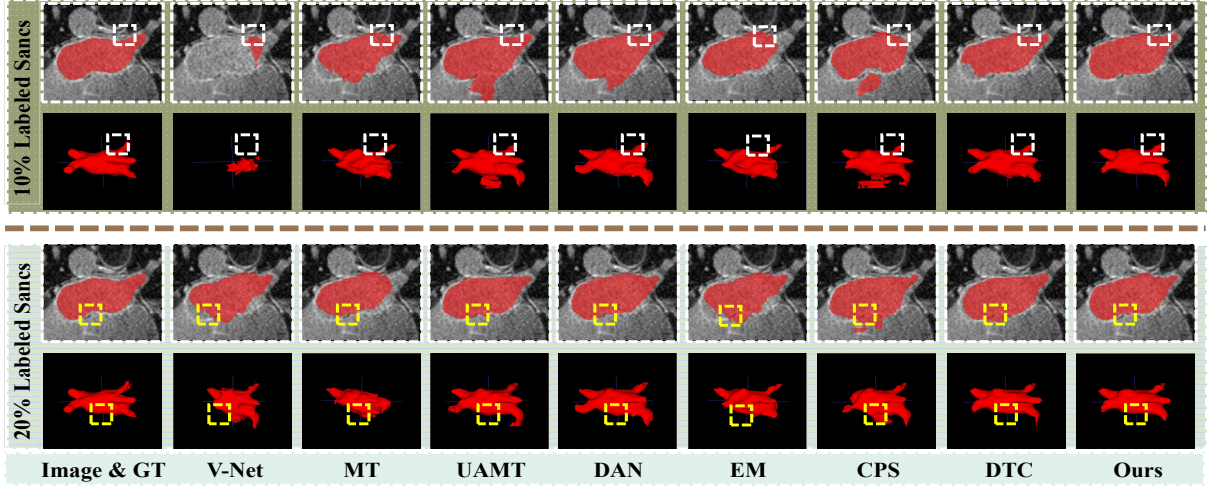 10% Labeled Sancs
20% Labeled Sancs
Image & GT V-Net MT UAMT DAN EM CPS DTC Ours